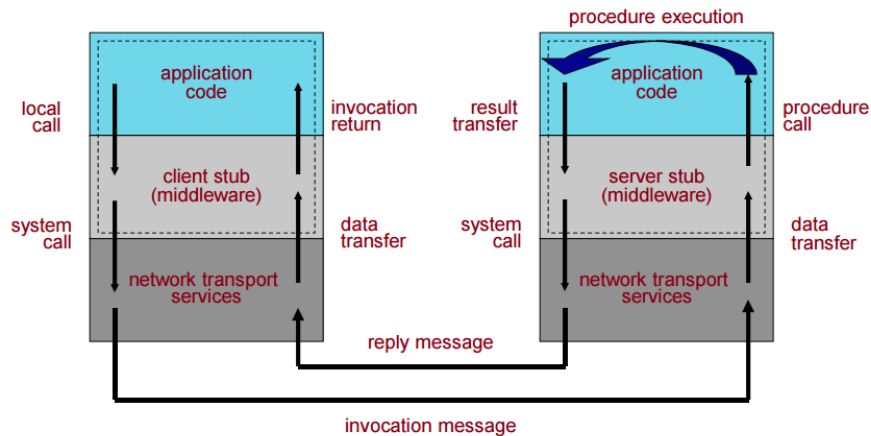 procedure execution
application
code
application
code
local
call
invocation
return
result
transfer
procedure
call
client stub
(middleware)
server stub
(middleware)
system
call
data
transfer
system
call
data
transfer
network transport
services
network transport
services
reply message
invocation message